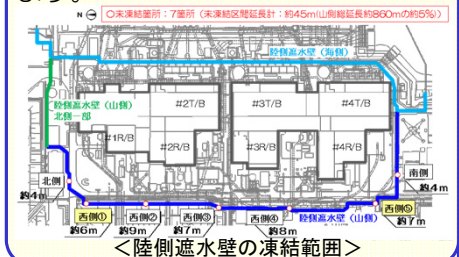 ます。
N
○未凍結箇所：7箇所（未凍結区間延長計：約45m(山側総延長約860mの約5%)）
陸側遮水壁（海側）
陸側遮水壁（山側）
北側一部
#2T/B
#3T/B
#4T/B
#1R/B
#2R/B
#3R/B
#4R/B
北側
約4m
南側
約4m
西側①
約6m
西側②
約9m
西側③
約7m
西側④
約8m
陸側遮水壁（山側）
西側⑤
約7m
＜陸側遮水壁の凍結範囲＞